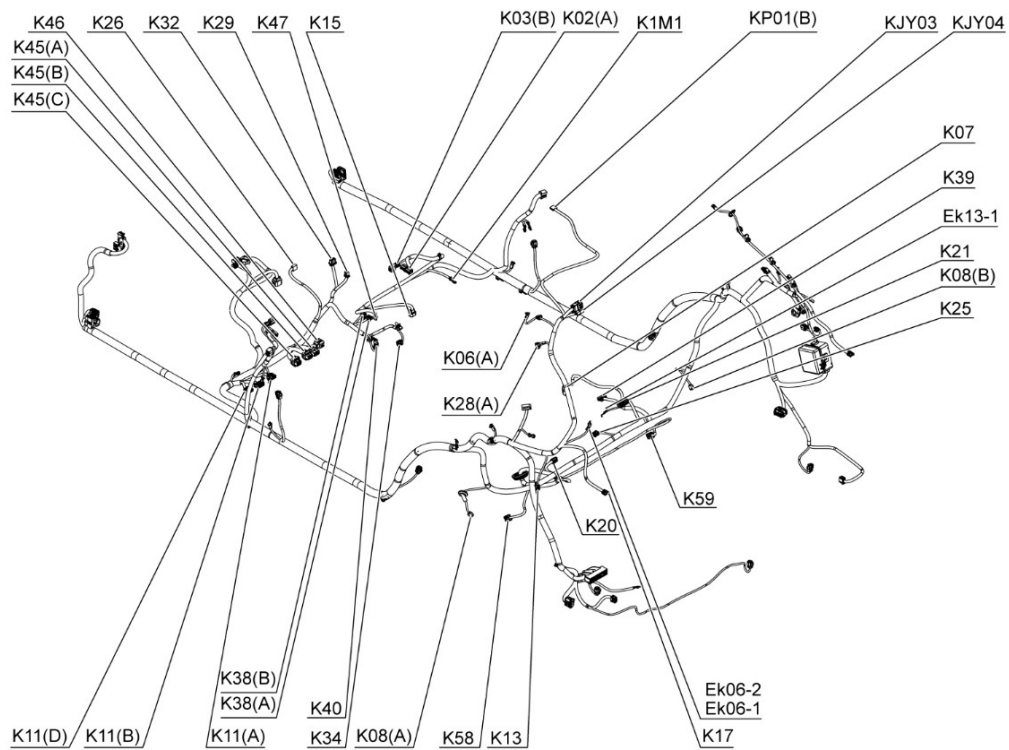 K46
K26
K32
K29
K47
K15
K03(B)
K02(A)
K1M1
KP01(B)
KJY03
KJY04
K45(A)
K45(B)
K45(C)
K07
K39
Ek13-1
K21
K08(B)
K25
K06(A)
K28(A)
K59
K20
K38(B)
K38(A)
K40
Ek06-2
Ek06-1
K11(D)
K11(B)
K11(A)
K34
K08(A)
K58
K13
K17